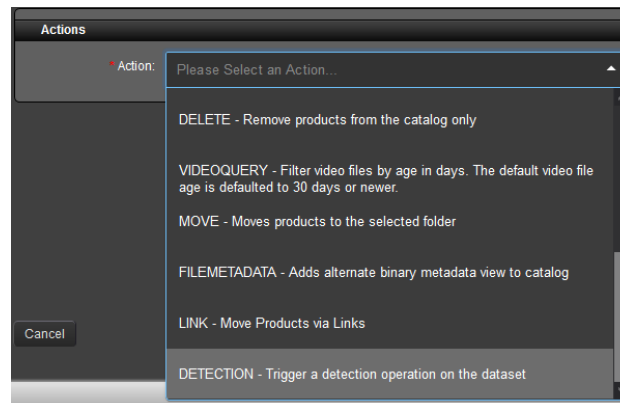 Actions
* Action:
Please Select an Action...
DELETE - Remove products from the catalog only
VIDEOQUERY - Filter video files by age in days. The default video file
age is defaulted to 30 days or newer.
MOVE - Moves products to the selected folder
FILEMETADATA - Adds alternate binary metadata view to catalog
LINK - Move Products via Links
Cancel
DETECTION - Trigger a detection operation on the dataset